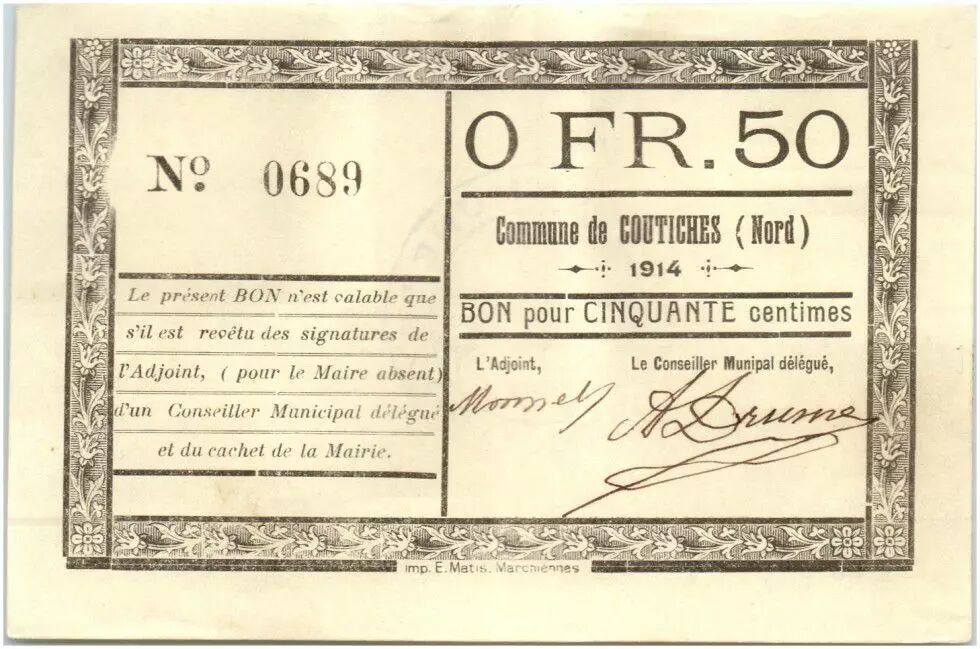 Nº 0689
Le présent BON n'est valable que
s'il est revêtu des signatures de
l'Adjoint, ( pour le Maire absent)
d'un Conseiller Municipal délégué
et du cachet de la Mairie.
0 FR. 50
Commune de COUTICHES (Nord)
1914
BON pour CINQUANTE centimes
L'Adjoint,
Le Conseiller Munipal délégué,
Imp. E. Matis. Marchiennes